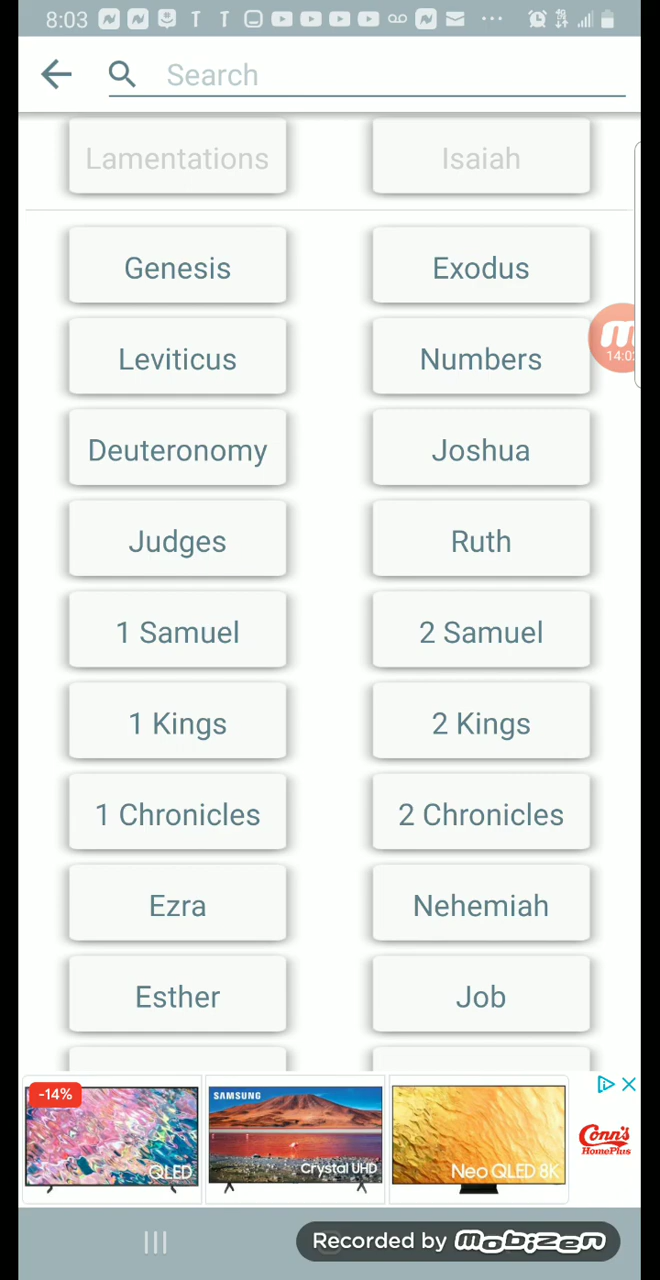 8:03
Search
Lamentations
Isaiah
Genesis
Exodus
Leviticus
Numbers
14:0
Deuteronomy
Joshua
Judges
Ruth
1 Samuel
2 Samuel
1 Kings
2 Kings
1 Chronicles
2 Chronicles
Ezra
Nehemiah
Esther
Job
-14%
QLED
SAMSUNG
Crystal UHD
Neo QLED 8K
Conn's
HomePlus
Recorded by mobizen